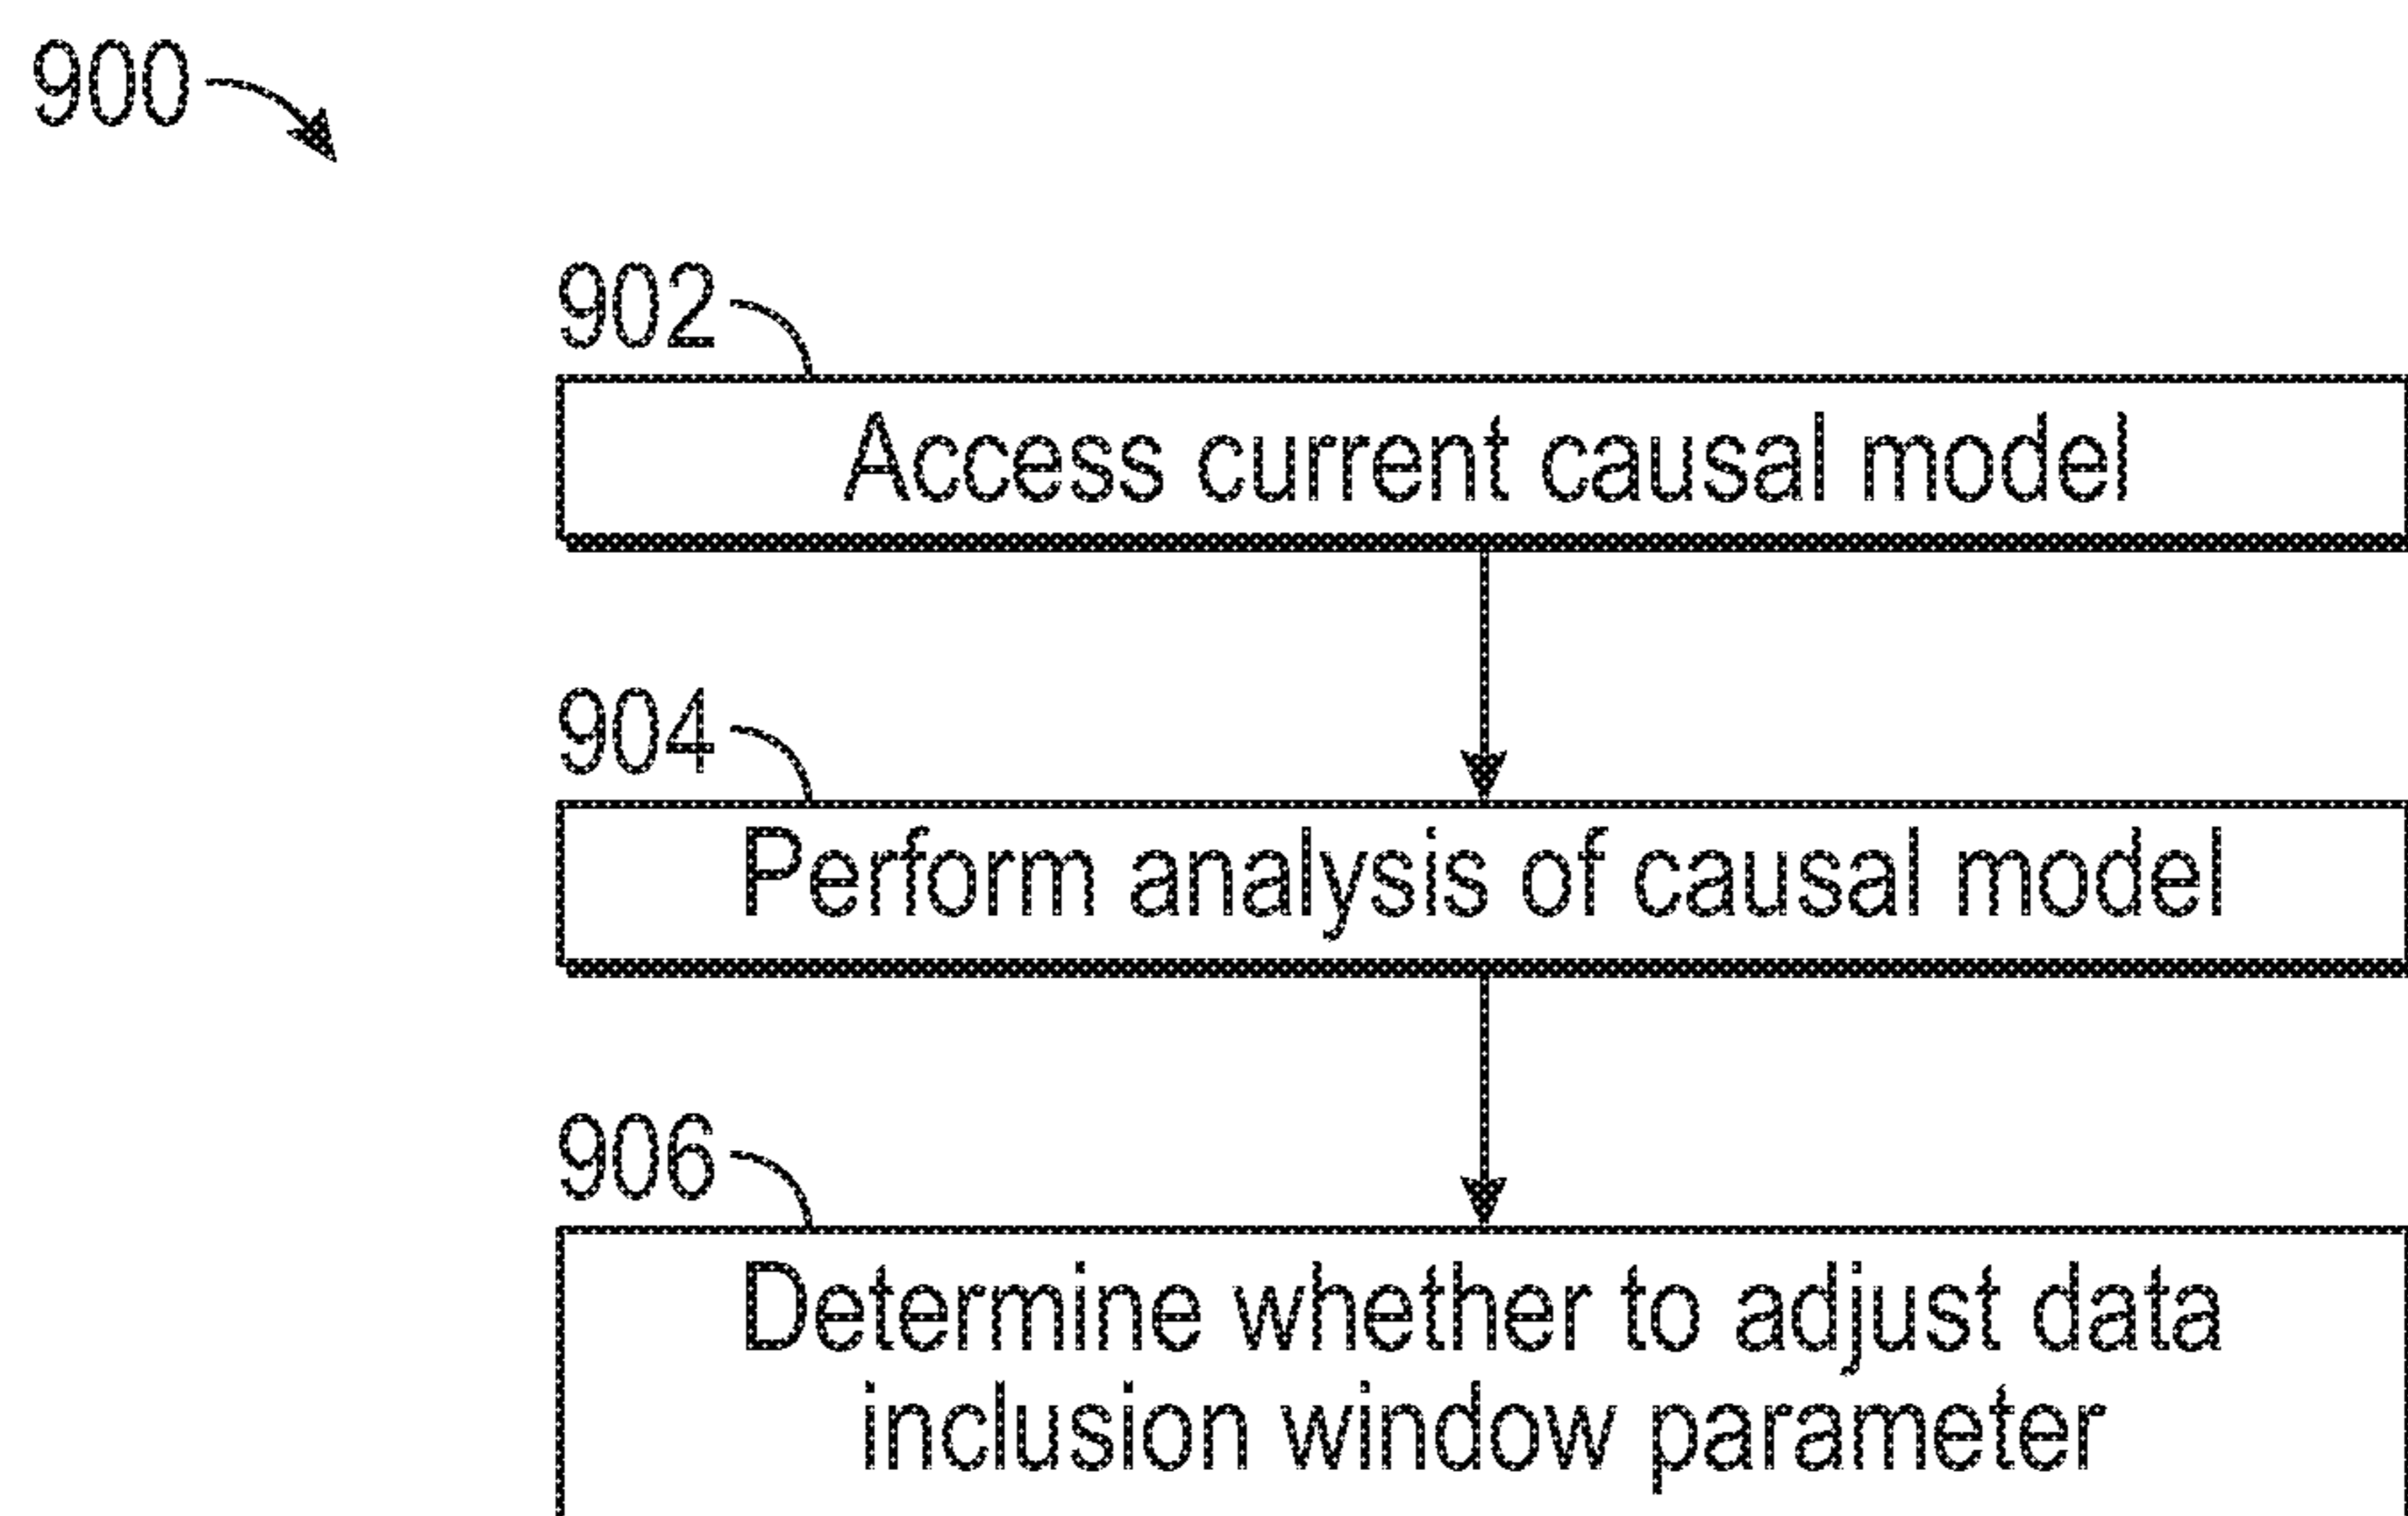 900
902
Access current causal model
904
Perform analysis of causal model
906
Determine whether to adjust data
inclusion window parameter